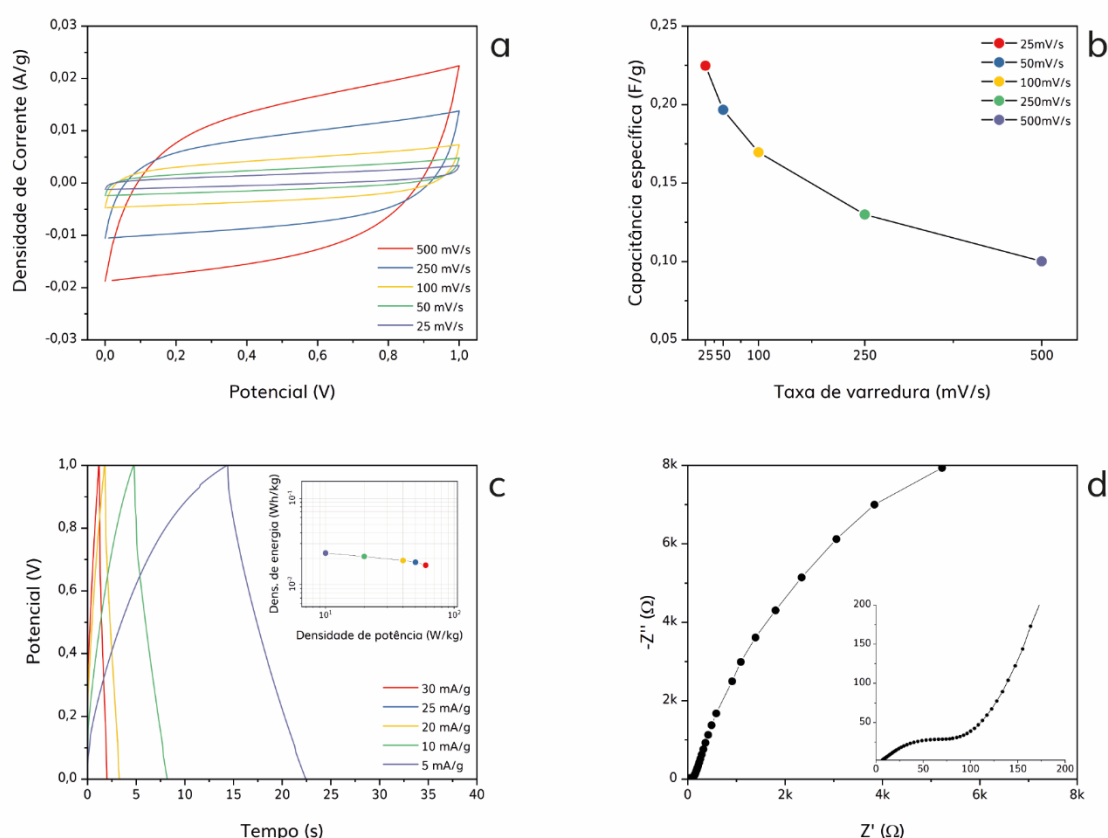 a
Densidade de Corrente (A/g)
0,03
0,02
0,01
0,00
-0,01
-0,02
-0,03
500 mV/s
250 mV/s
100 mV/s
50 mV/s
25 mV/s
0,0 0,2 0,4 0,6 0,8 1,0
Potencial (V)
b
Capacitância específica (F/g)
0,25
0,20
0,15
0,10
0,05
25mV/s
50mV/s
100mV/s
250mV/s
500mV/s
25 50 100 250 500
Taxa de varredura (mV/s)
c
Potencial (V)
1,0
0,8
0,6
0,4
0,2
0,0
Dens. de energia (Wh/kg)
10⁻¹
10⁻²
10¹ 10²
Densidade de potência (W/kg)
30 mA/g
25 mA/g
20 mA/g
10 mA/g
5 mA/g
0 5 10 15 20 25 30 35 40
Tempo (s)
d
-Z'' (Ω)
8k
6k
4k
2k
0
200
150
100
50
0 50 100 150 200
0 2k 4k 6k 8k
Z' (Ω)